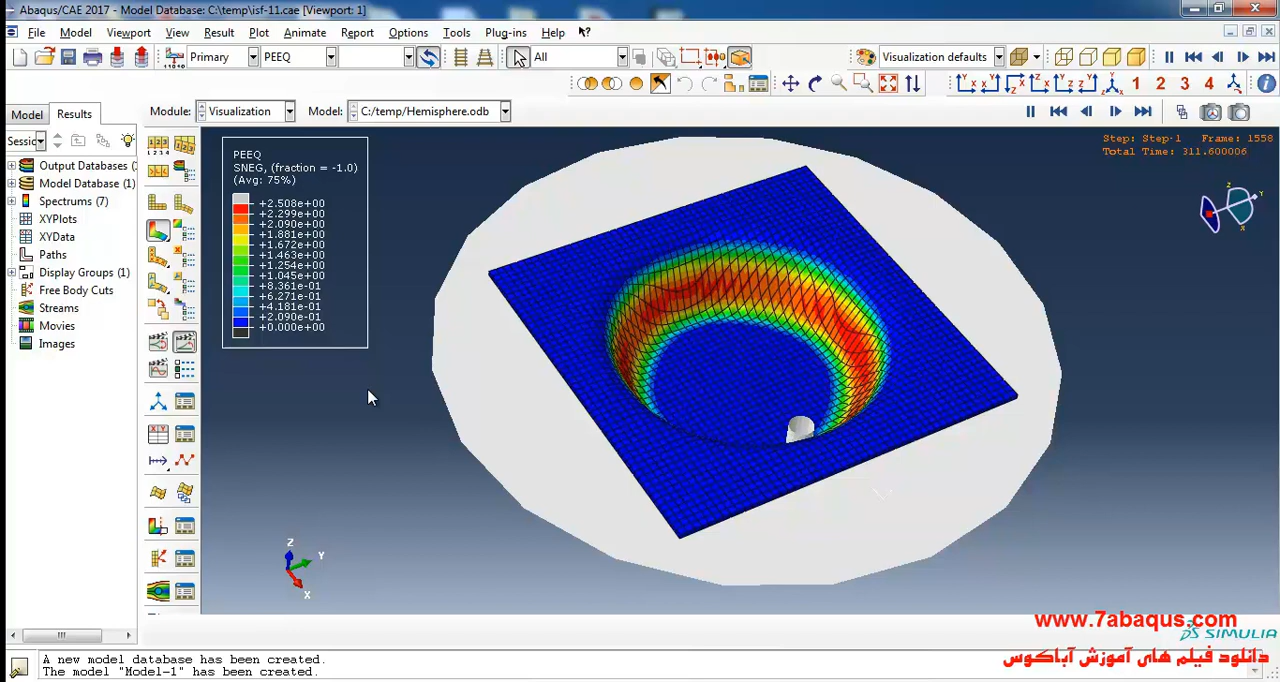 Abaqus/CAE 2017 - Model Database: C:\temp\isf-11.cae [Viewport: 1]
File Model Viewport View Result Plot Animate Report Options Tools Plug-ins Help
Primary PEEQ All Visualization defaults
1 2 3 4
Model Results Module: Visualization Model: C:/temp/Hemisphere.odb
Sessic
Output Databases (
Model Database (1)
Spectrums (7)
XYPlots
XYData
Paths
Display Groups (1)
Free Body Cuts
Streams
Movies
Images
PEEQ
SNEG, (fraction = -1.0)
(Avg: 75%)
+2.508e+00
+2.299e+00
+2.090e+00
+1.881e+00
+1.672e+00
+1.463e+00
+1.254e+00
+1.045e+00
+8.361e-01
+6.271e-01
+4.181e-01
+2.090e-01
+0.000e+00
Step: Step-1 Frame: 1558
Total Time: 311.600006
Z
Y
X
Z
Y
X
www.7abaqus.com
SIMULIA
دانلود فیلم های آموزش آباکوس
A new model database has been created.
The model "Model-1" has been created.